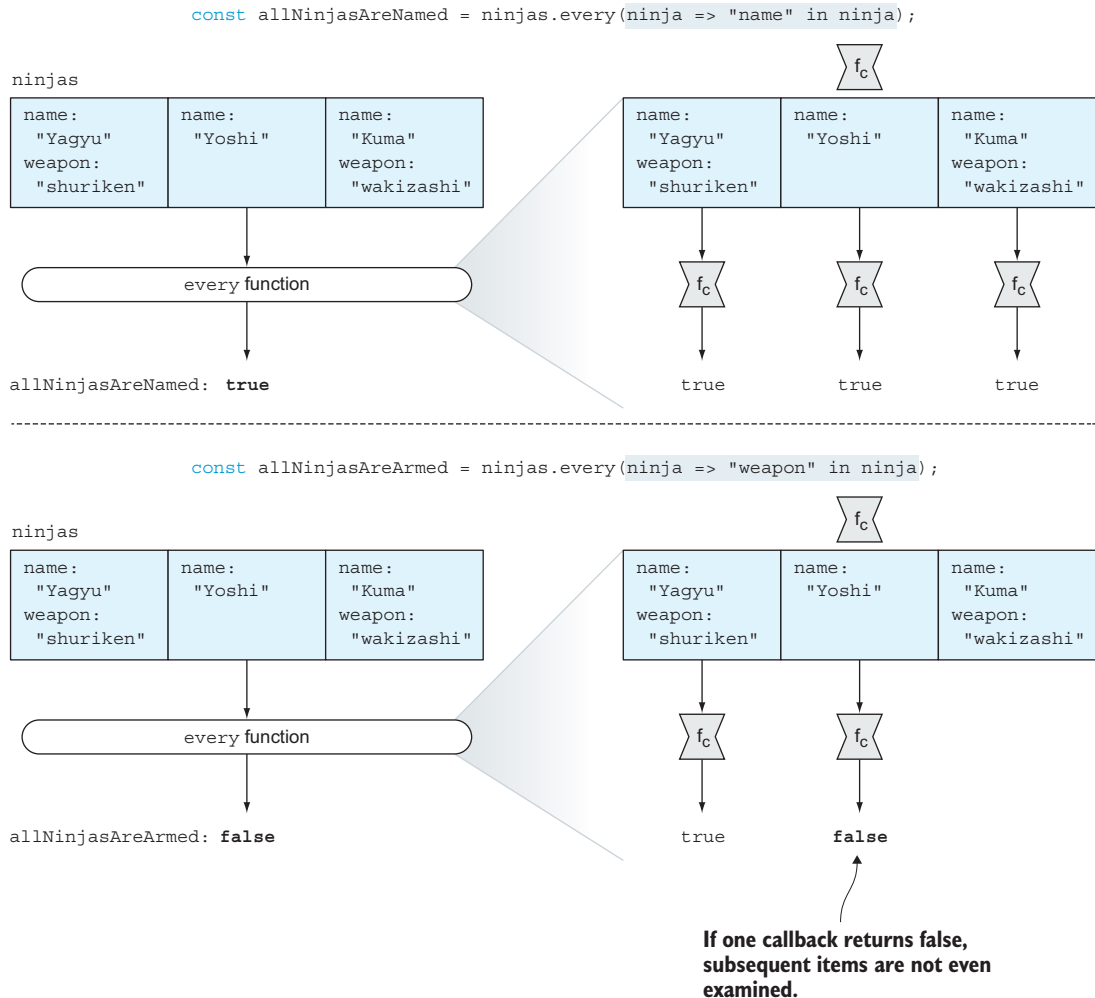 const allNinjasAreNamed = ninjas.every(ninja => "name" in ninja);
fc
ninjas
name:
"Yagyu"
weapon:
"shuriken"
name:
"Yoshi"
name:
"Kuma"
weapon:
"wakizashi"
every function
allNinjasAreNamed: true
name:
"Yagyu"
weapon:
"shuriken"
name:
"Yoshi"
name:
"Kuma"
weapon:
"wakizashi"
fc
fc
fc
true
true
true
const allNinjasAreArmed = ninjas.every(ninja => "weapon" in ninja);
fc
ninjas
name:
"Yagyu"
weapon:
"shuriken"
name:
"Yoshi"
name:
"Kuma"
weapon:
"wakizashi"
every function
allNinjasAreArmed: false
name:
"Yagyu"
weapon:
"shuriken"
name:
"Yoshi"
name:
"Kuma"
weapon:
"wakizashi"
fc
fc
true
false
If one callback returns false,
subsequent items are not even
examined.